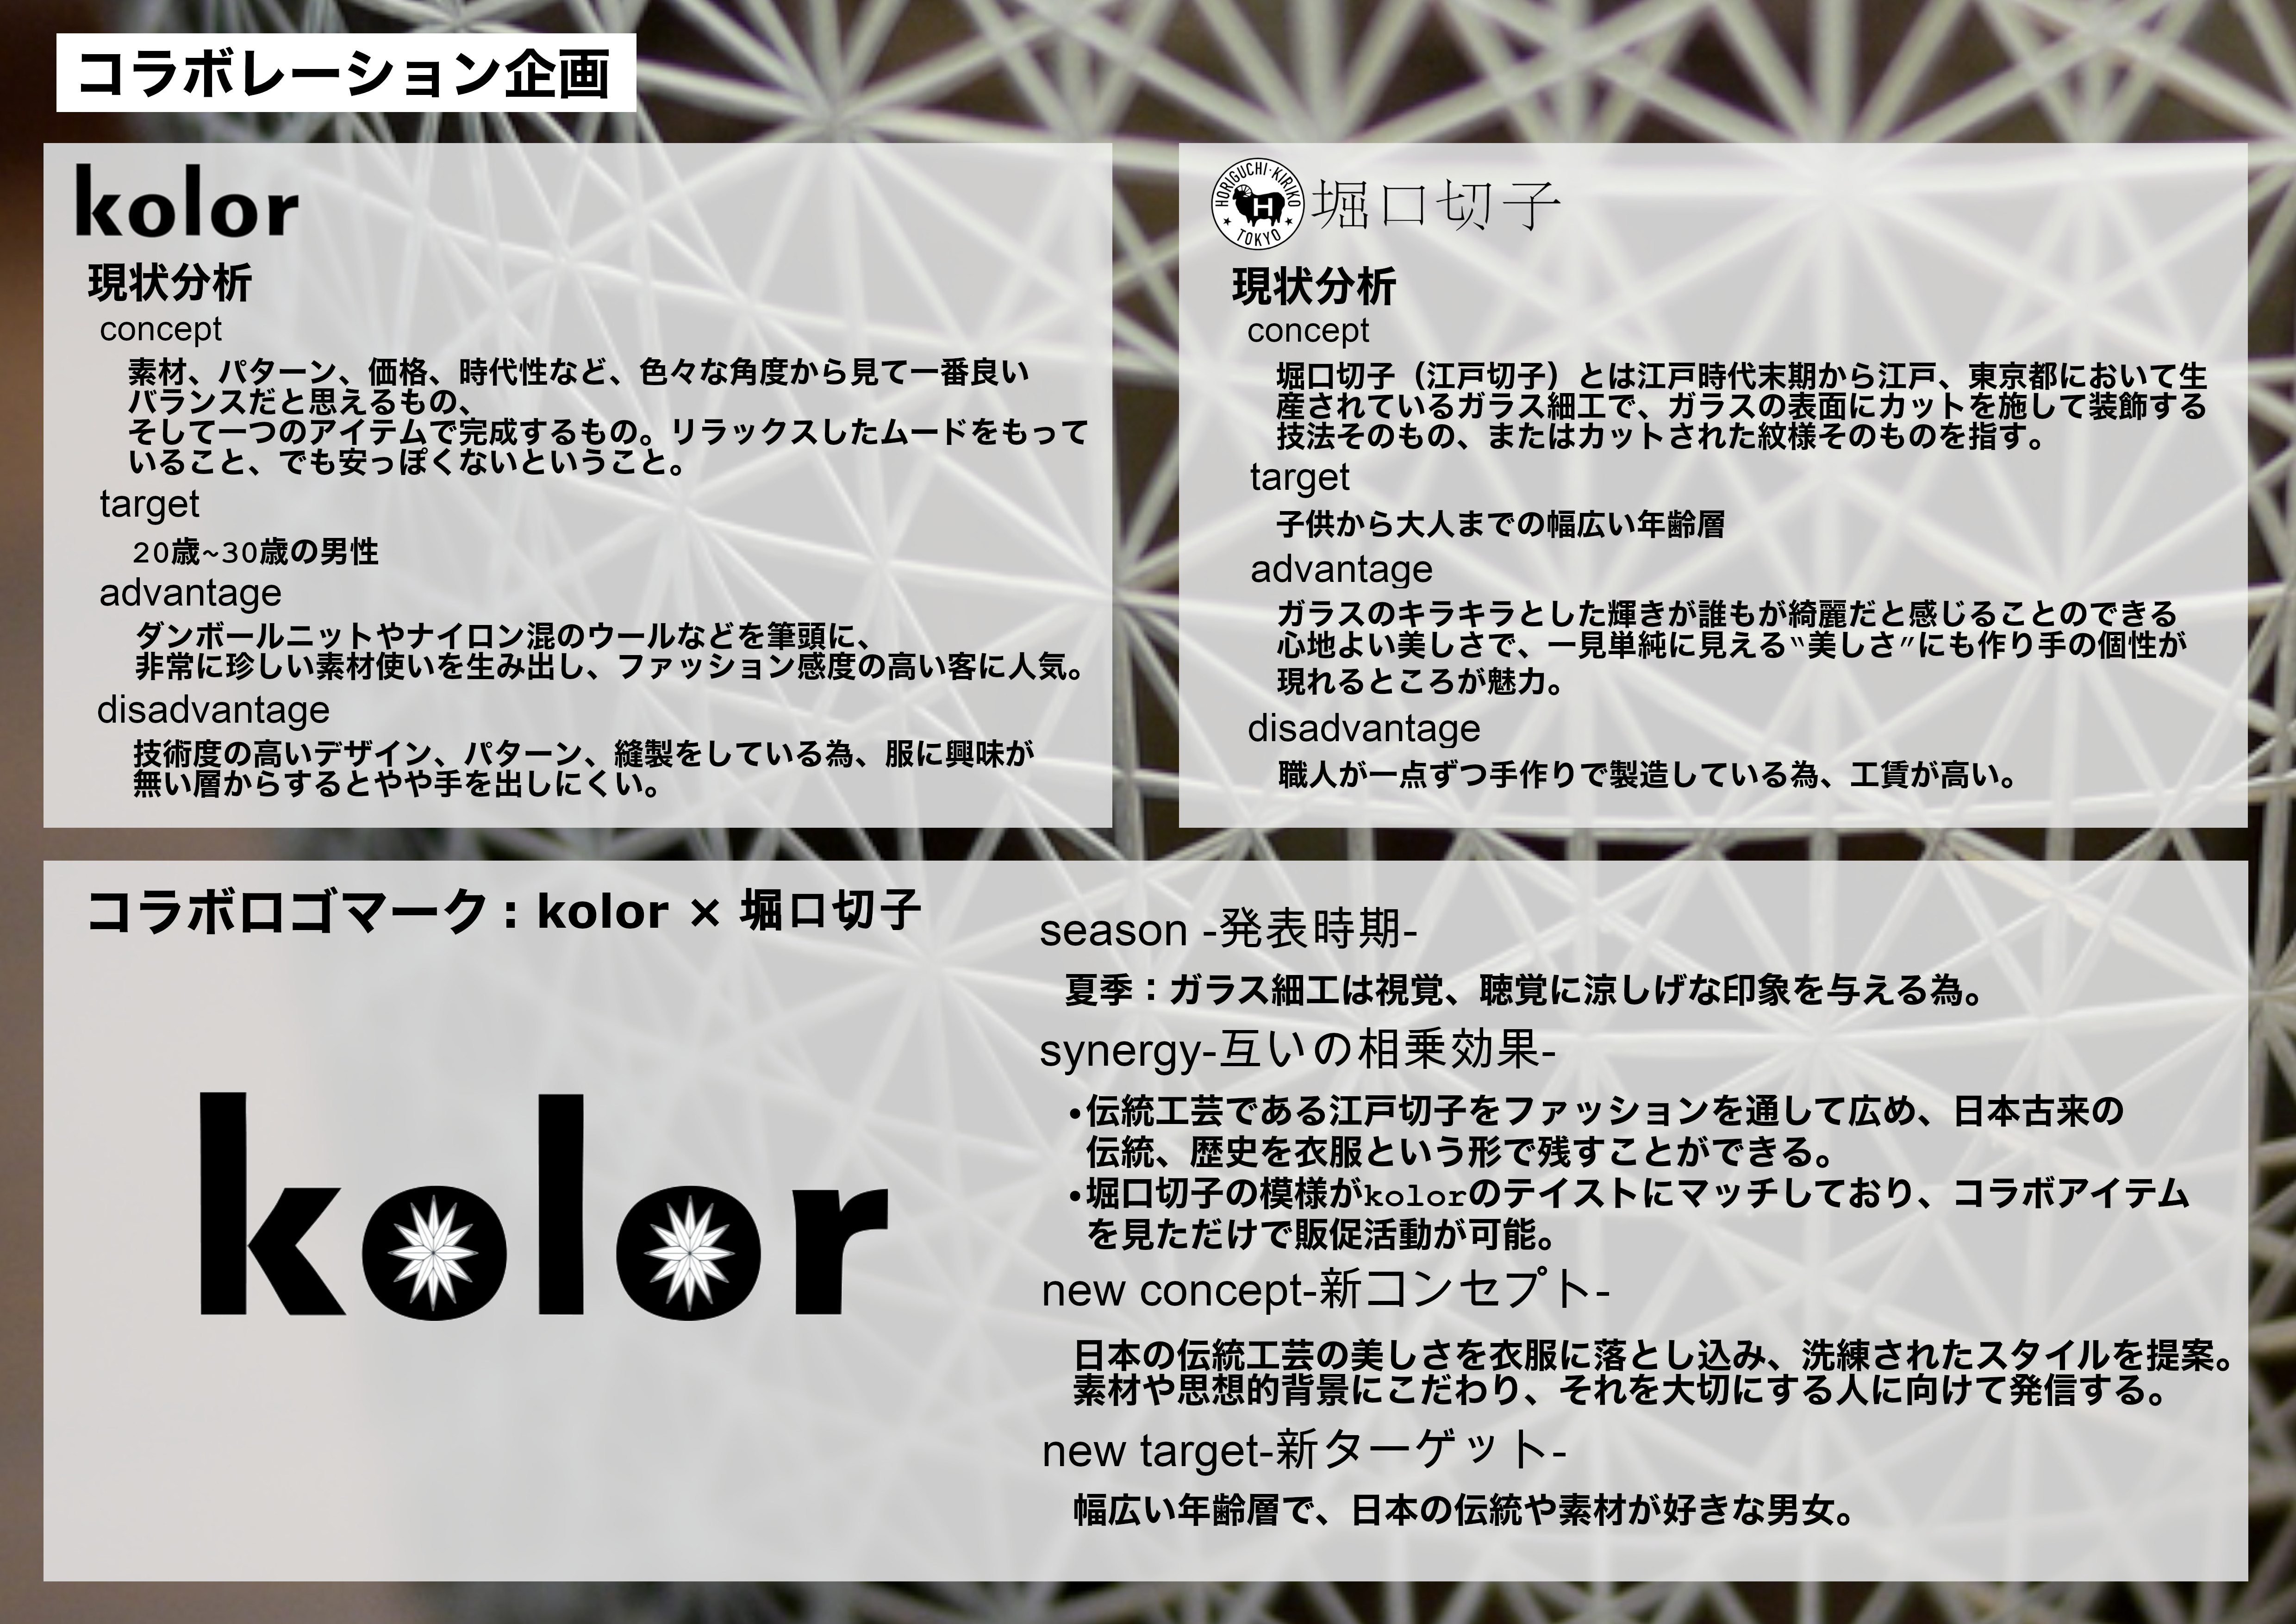 コラボレーション企画
kolor
現状分析
concept
素材、パターン、価格、時代性など、色々な角度から見て一番良い
バランスだと思えるもの、
そして一つのアイテムで完成するもの。リラックスしたムードをもって
いること、でも安っぽくないということ。
target
20歳~30歳の男性
advantage
ダンボールニットやナイロン混のウールなどを筆頭に、
非常に珍しい素材使いを生み出し、ファッション感度の高い客に人気。
disadvantage
技術度の高いデザイン、パターン、縫製をしている為、服に興味が
無い層からするとやや手を出しにくい。
HORIGUCHI・KIRIKO
H
★ TOKYO ★
堀口切子
現状分析
concept
堀口切子（江戸切子）とは江戸時代末期から江戸、東京都において生
産されているガラス細工で、ガラスの表面にカットを施して装飾する
技法そのもの、またはカットされた紋様そのものを指す。
target
子供から大人までの幅広い年齢層
advantage
ガラスのキラキラとした輝きが誰もが綺麗だと感じることのできる
心地よい美しさで、一見単純に見える〝美しさ〃にも作り手の個性が
現れるところが魅力。
disadvantage
職人が一点ずつ手作りで製造している為、工賃が高い。
コラボロゴマーク : kolor × 堀口切子
kolor
season -発表時期-
夏季：ガラス細工は視覚、聴覚に涼しげな印象を与える為。
synergy-互いの相乗効果-
•伝統工芸である江戸切子をファッションを通して広め、日本古来の
伝統、歴史を衣服という形で残すことができる。
•堀口切子の模様がkolorのテイストにマッチしており、コラボアイテム
を見ただけで販促活動が可能。
new concept-新コンセプト-
日本の伝統工芸の美しさを衣服に落とし込み、洗練されたスタイルを提案。
素材や思想的背景にこだわり、それを大切にする人に向けて発信する。
new target-新ターゲット-
幅広い年齢層で、日本の伝統や素材が好きな男女。